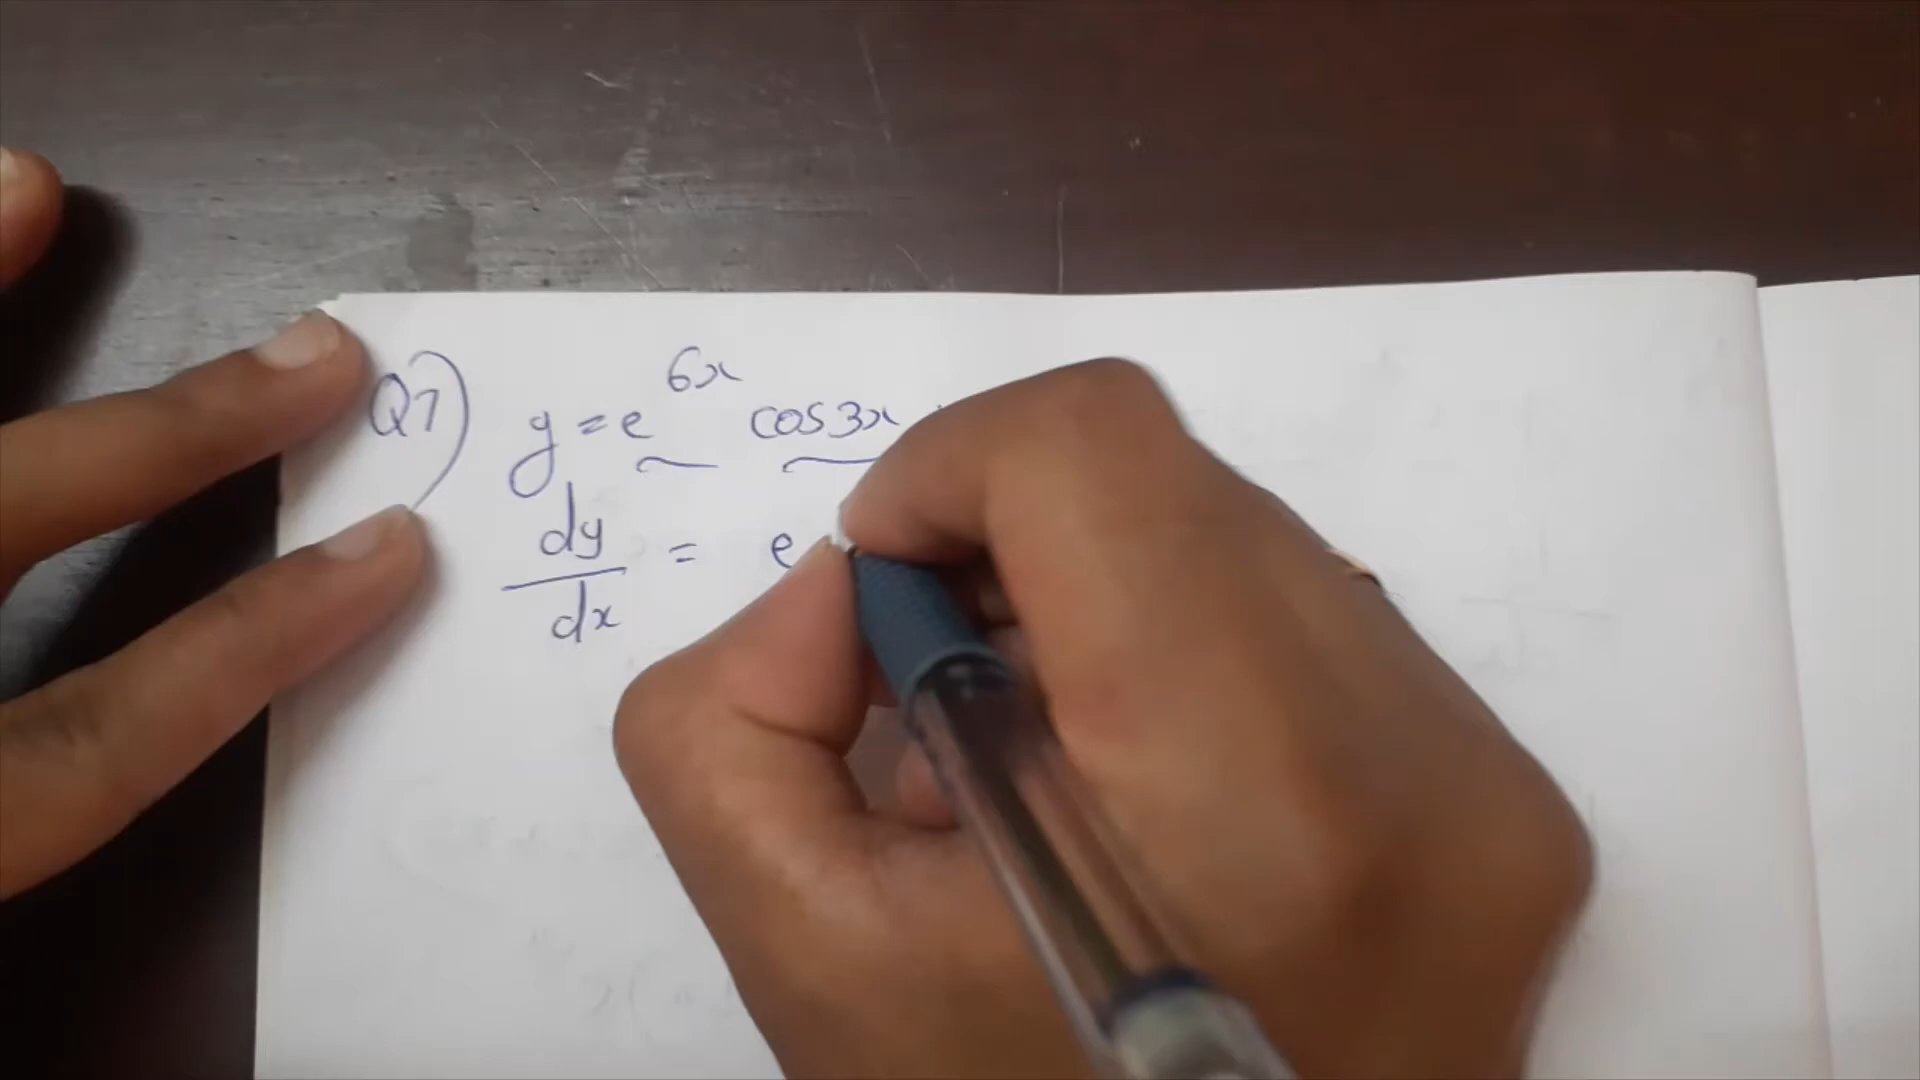 Q7) y = e^6x cos3x
dy/dx = e